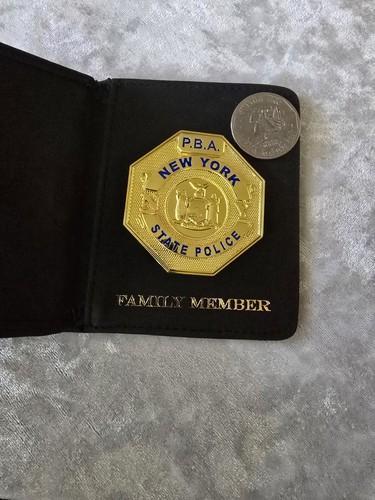 P.B.A.
NEW YORK
STATE POLICE
FAMILY MEMBER